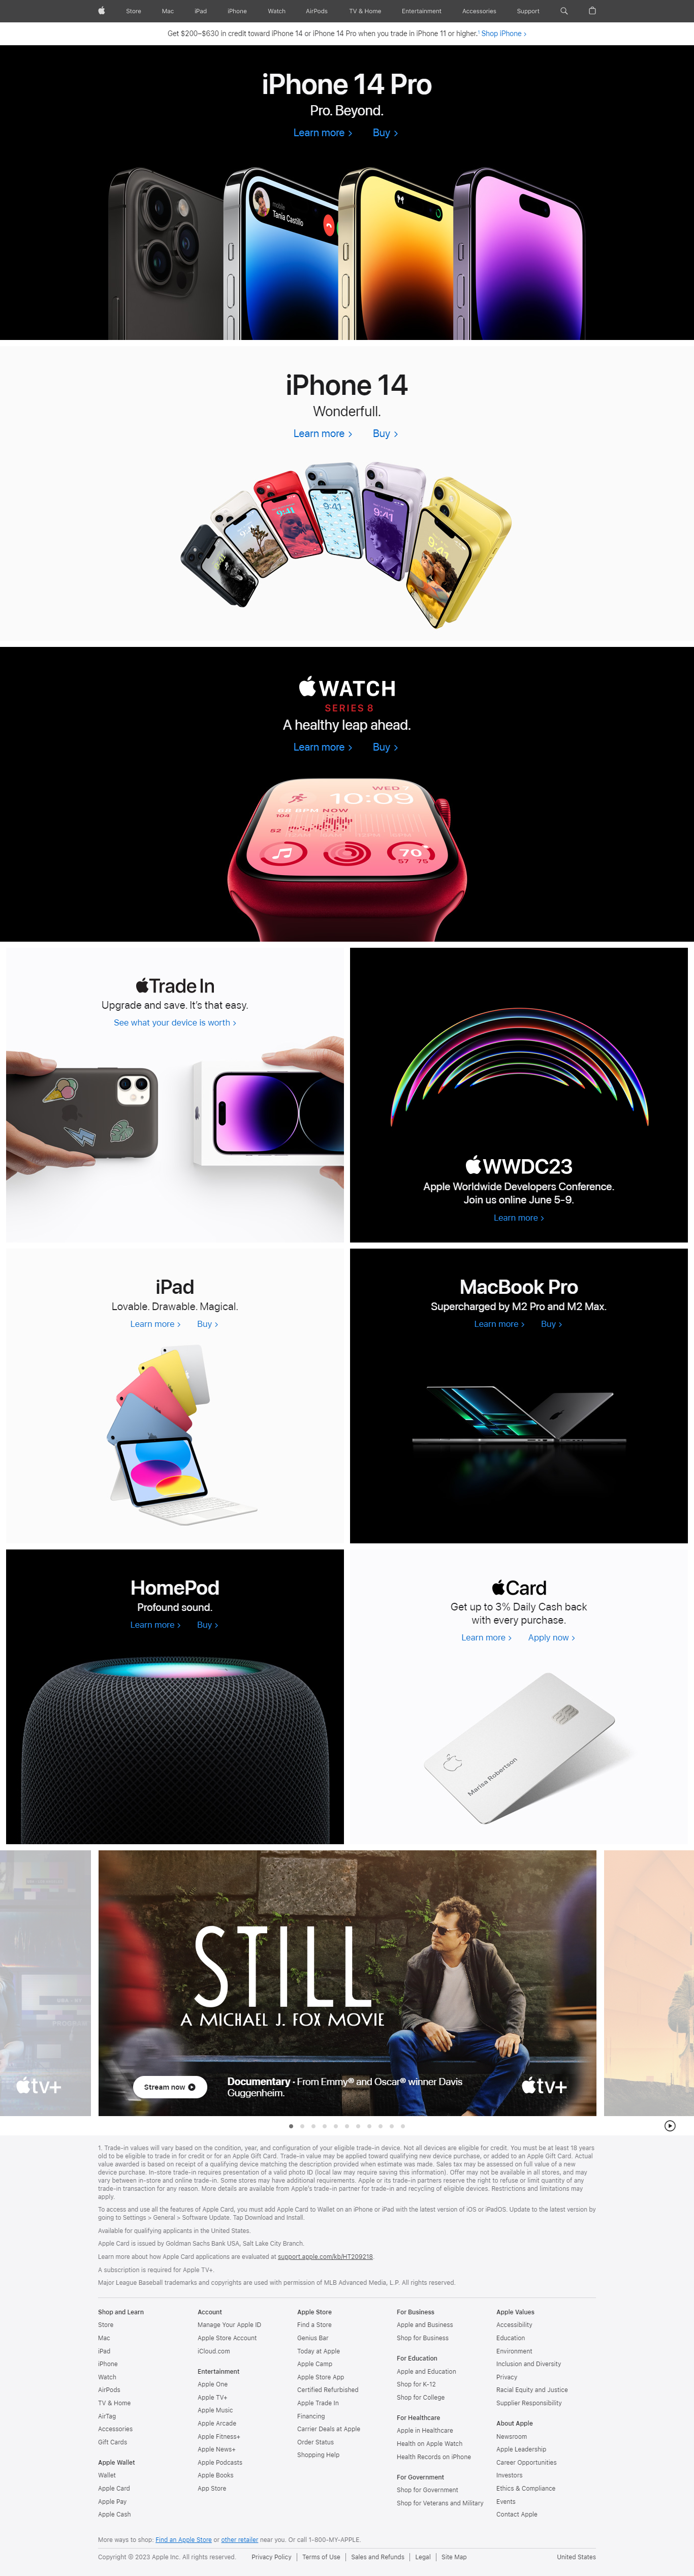 Store Mac iPad iPhone Watch AirPods TV & Home Entertainment Accessories Support
Get $200–$630 in credit toward iPhone 14 or iPhone 14 Pro when you trade in iPhone 11 or higher.¹ Shop iPhone >
iPhone 14 Pro
Pro. Beyond.
Learn more > Buy >
Tania Castillo
iPhone 14
Wonderfull.
Learn more > Buy >
9:41 9:41
WATCH
SERIES 8
A healthy leap ahead.
Learn more > Buy >
WED
10:09
104
52
70°
57 75
Trade In
Upgrade and save. It's that easy.
See what your device is worth >
WWDC23
Apple Worldwide Developers Conference.
Join us online June 5-9.
Learn more >
iPad
Lovable. Drawable. Magical.
Learn more > Buy >
MacBook Pro
Supercharged by M2 Pro and M2 Max.
Learn more > Buy >
HomePod
Profound sound.
Learn more > Buy >
Card
Get up to 3% Daily Cash back
with every purchase.
Learn more > Apply now >
Marisa Robertson
tv+
STILL
A MICHAEL J. FOX MOVIE
Stream now
Documentary · From Emmy® and Oscar® winner Davis
Guggenheim.
tv+
1. Trade-in values will vary based on the condition, year, and configuration of your eligible trade-in device. Not all devices are eligible for credit. You must be at least 18 years
old to be eligible to trade in for credit or for an Apple Gift Card. Trade-in value may be applied toward qualifying new device purchase, or added to an Apple Gift Card. Actual
value awarded is based on receipt of a qualifying device matching the description provided when estimate was made. Sales tax may be assessed on full value of a new
device purchase. In-store trade-in requires presentation of a valid photo ID (local law may require saving this information). Offer may not be available in all stores, and may
vary between in-store and online trade-in. Some stores may have additional requirements. Apple or its trade-in partners reserve the right to refuse or limit quantity of any
trade-in transaction for any reason. More details are available from Apple's trade-in partner for trade-in and recycling of eligible devices. Restrictions and limitations may
apply.
To access and use all the features of Apple Card, you must add Apple Card to Wallet on an iPhone or iPad with the latest version of iOS or iPadOS. Update to the latest version by
going to Settings > General > Software Update. Tap Download and Install.
Available for qualifying applicants in the United States.
Apple Card is issued by Goldman Sachs Bank USA, Salt Lake City Branch.
Learn more about how Apple Card applications are evaluated at support.apple.com/kb/HT209218.
A subscription is required for Apple TV+.
Major League Baseball trademarks and copyrights are used with permission of MLB Advanced Media, L.P. All rights reserved.
Shop and Learn
Store
Mac
iPad
iPhone
Watch
AirPods
TV & Home
AirTag
Accessories
Gift Cards
Apple Wallet
Wallet
Apple Card
Apple Pay
Apple Cash
Account
Manage Your Apple ID
Apple Store Account
iCloud.com
Entertainment
Apple One
Apple TV+
Apple Music
Apple Arcade
Apple Fitness+
Apple News+
Apple Podcasts
Apple Books
App Store
Apple Store
Find a Store
Genius Bar
Today at Apple
Apple Camp
Apple Store App
Certified Refurbished
Apple Trade In
Financing
Carrier Deals at Apple
Order Status
Shopping Help
For Business
Apple and Business
Shop for Business
For Education
Apple and Education
Shop for K-12
Shop for College
For Healthcare
Apple in Healthcare
Health on Apple Watch
Health Records on iPhone
For Government
Shop for Government
Shop for Veterans and Military
Apple Values
Accessibility
Education
Environment
Inclusion and Diversity
Privacy
Racial Equity and Justice
Supplier Responsibility
About Apple
Newsroom
Apple Leadership
Career Opportunities
Investors
Ethics & Compliance
Events
Contact Apple
More ways to shop: Find an Apple Store or other retailer near you. Or call 1-800-MY-APPLE.
Copyright © 2023 Apple Inc. All rights reserved. Privacy Policy | Terms of Use | Sales and Refunds | Legal | Site Map United States